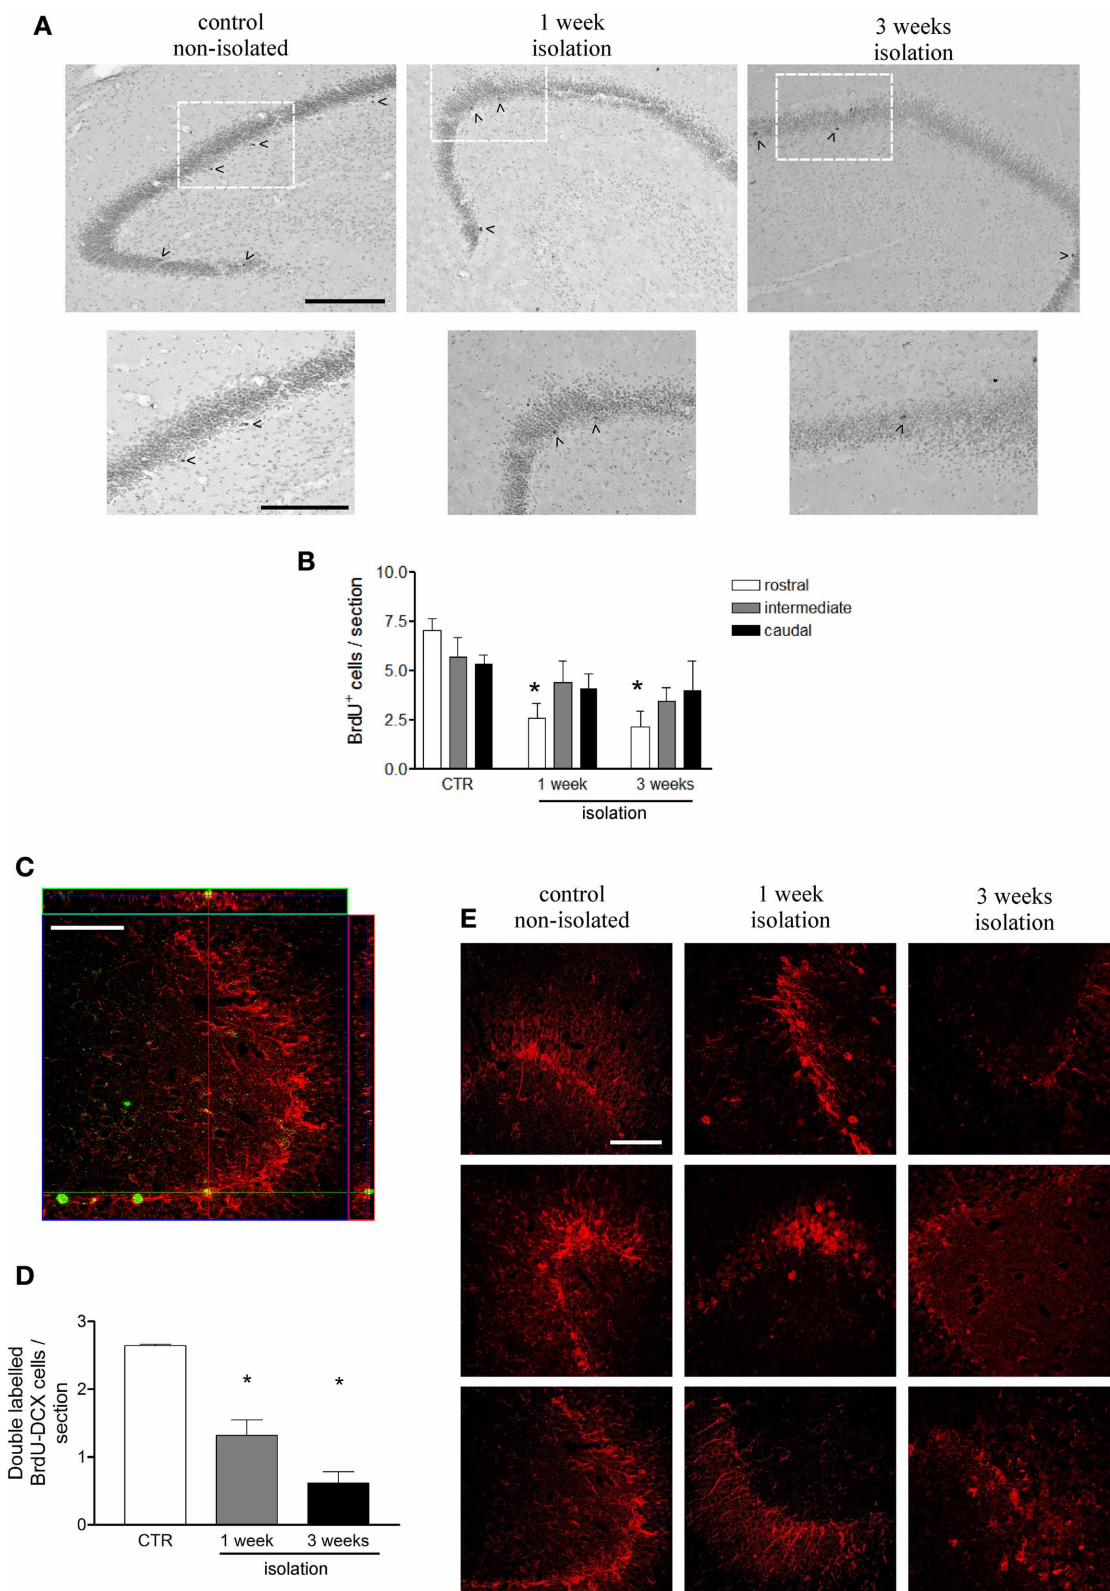 A
control
non-isolated
1 week
isolation
3 weeks
isolation
B
10.0
7.5
5.0
2.5
0.0
BrdU+ cells / section
* *
CTR 1 week 3 weeks
isolation
rostral
intermediate
caudal
C
D
3
2
1
0
Double labelled
BrdU-DCX cells /
section
* *
CTR 1 week 3 weeks
isolation
E
control
non-isolated
1 week
isolation
3 weeks
isolation